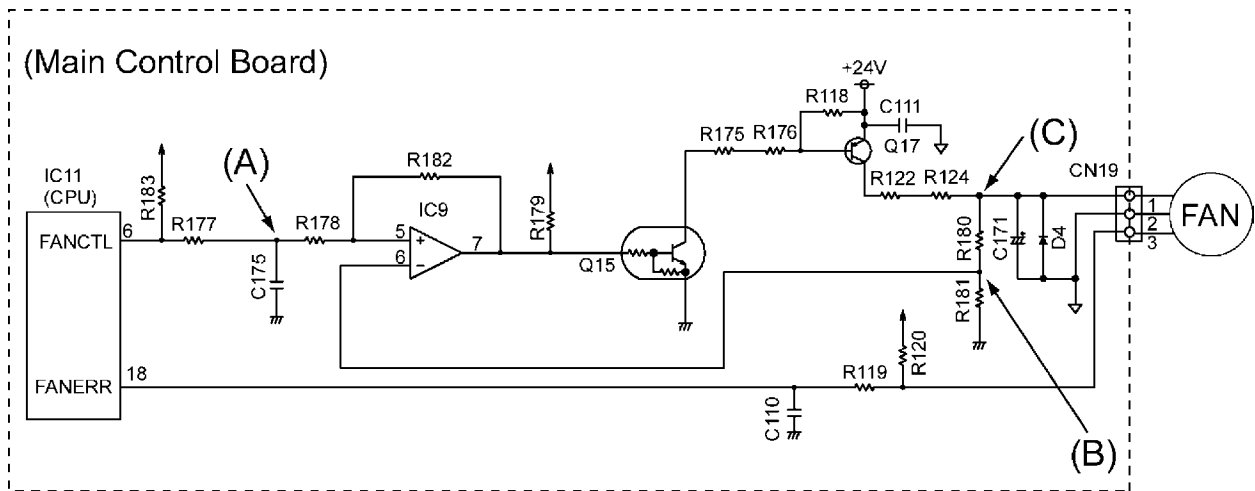 (Main Control Board)
+24V
R118
C111
R175
R176
Q17
(C)
CN19
R182
(A)
IC11
(CPU)
R183
R179
R122
R124
1
FAN
IC9
FANCTL
6
R177
R178
5
+
7
R180
C171
+
D4
2
6
−
Q15
3
C175
R181
R120
18
FANERR
R119
C110
(B)